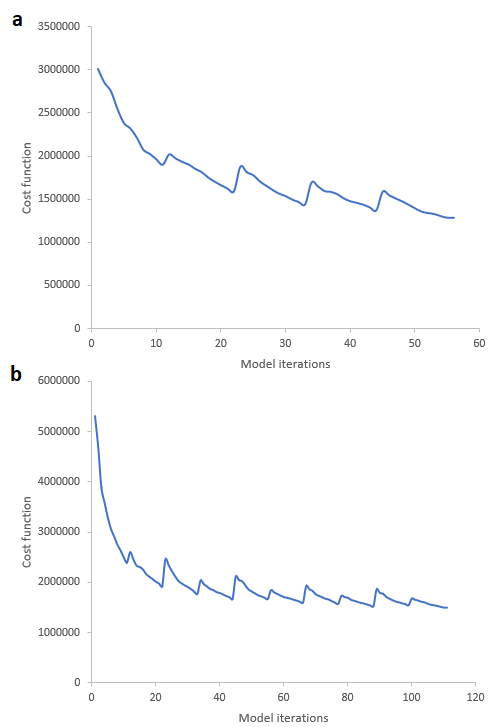 a
3500000
3000000
2500000
2000000
1500000
1000000
500000
0
Cost function
0 10 20 30 40 50 60
Model iterations
b
6000000
5000000
4000000
3000000
2000000
1000000
0
Cost function
0 20 40 60 80 100 120
Model iterations